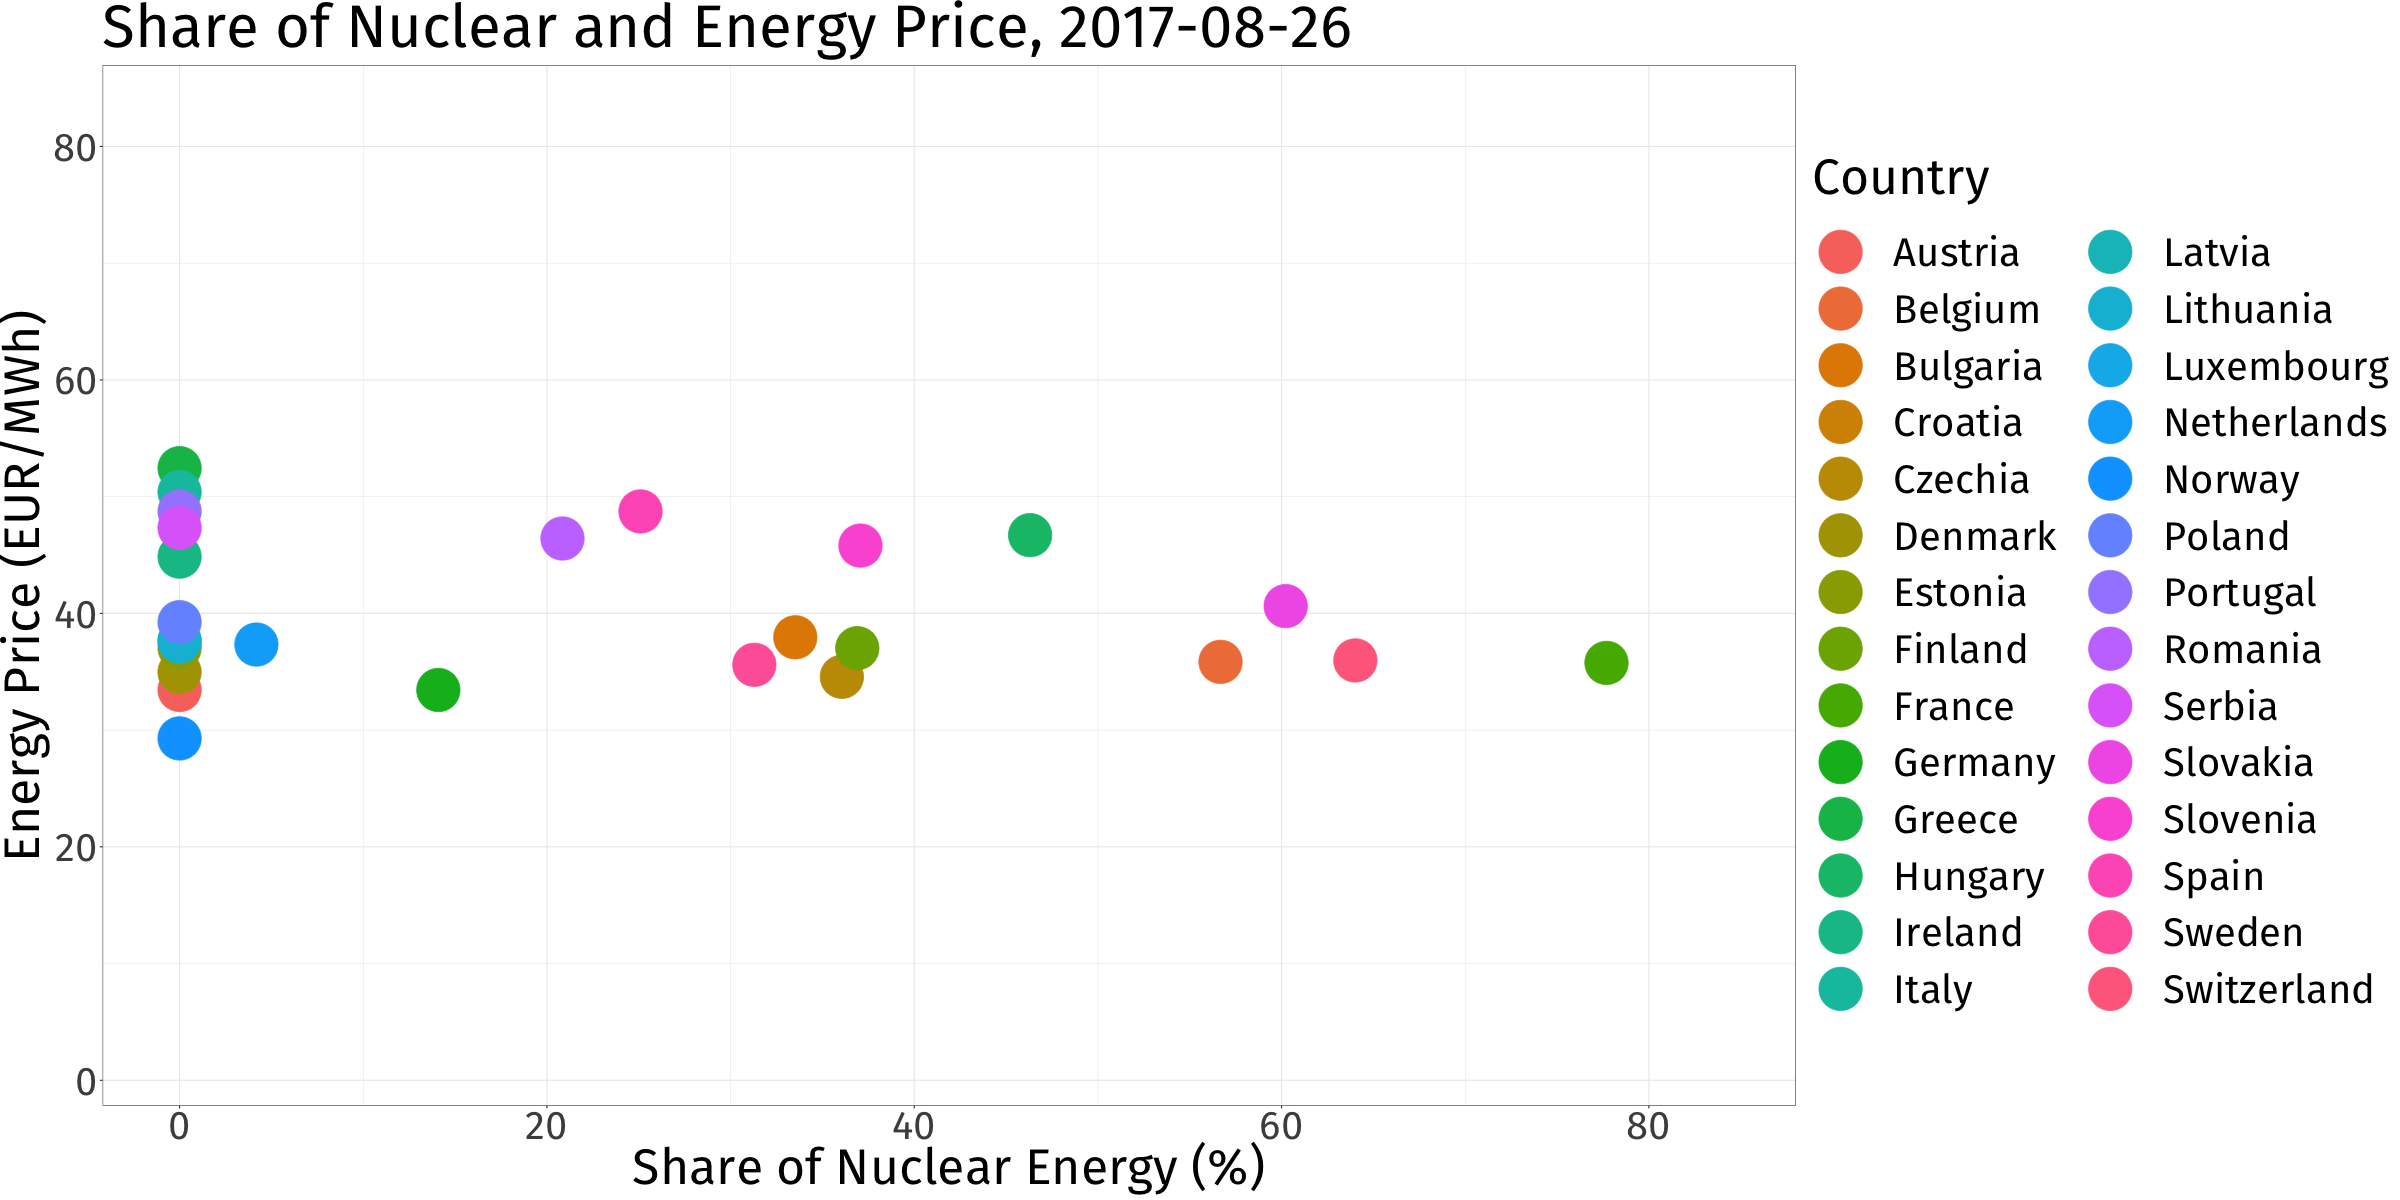 Share of Nuclear and Energy Price, 2017-08-26
Energy Price (EUR/MWh)
80
60
40
20
0
0 20 40 60 80
Share of Nuclear Energy (%)
Country
Austria
Belgium
Bulgaria
Croatia
Czechia
Denmark
Estonia
Finland
France
Germany
Greece
Hungary
Ireland
Italy
Latvia
Lithuania
Luxembourg
Netherlands
Norway
Poland
Portugal
Romania
Serbia
Slovakia
Slovenia
Spain
Sweden
Switzerland